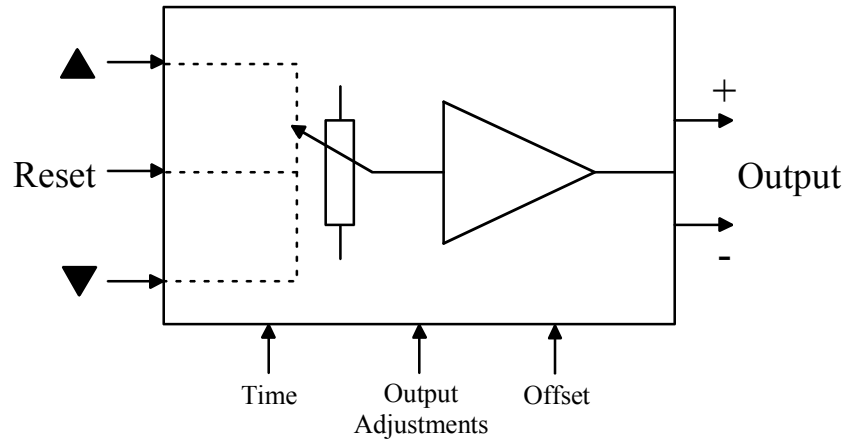 ▲
+
Reset
Output
▼
-
Time
Output
Adjustments
Offset